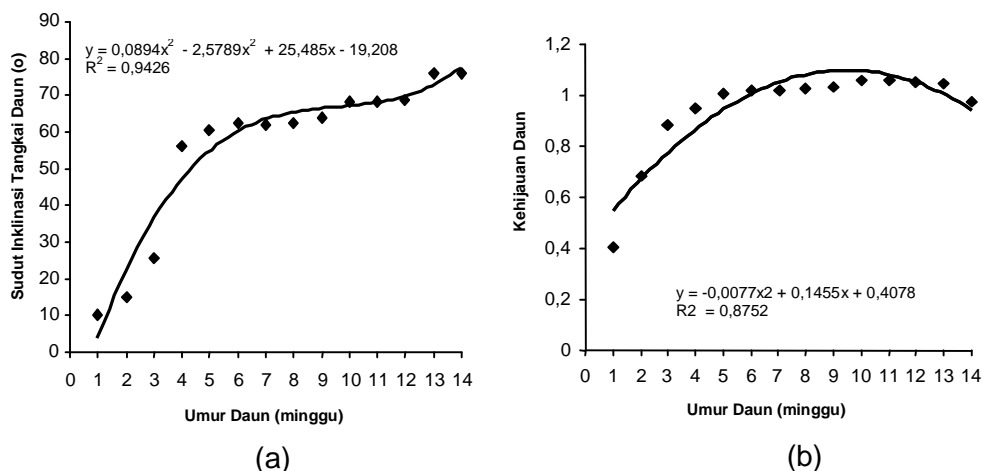 90
80
70
60
50
40
30
20
10
0
Sudut Inklinasi Tangkai Daun (o)
y = 0,0894x² - 2,5789x² + 25,485x - 19,208
R² = 0,9426
0 1 2 3 4 5 6 7 8 9 10 11 12 13 14
Umur Daun (minggu)
(a)
1,2
1
0,8
0,6
0,4
0,2
0
Kehijauan Daun
y = -0,0077x2 + 0,1455x + 0,4078
R2 = 0,8752
0 1 2 3 4 5 6 7 8 9 10 11 12 13 14
Umur Daun (minggu)
(b)